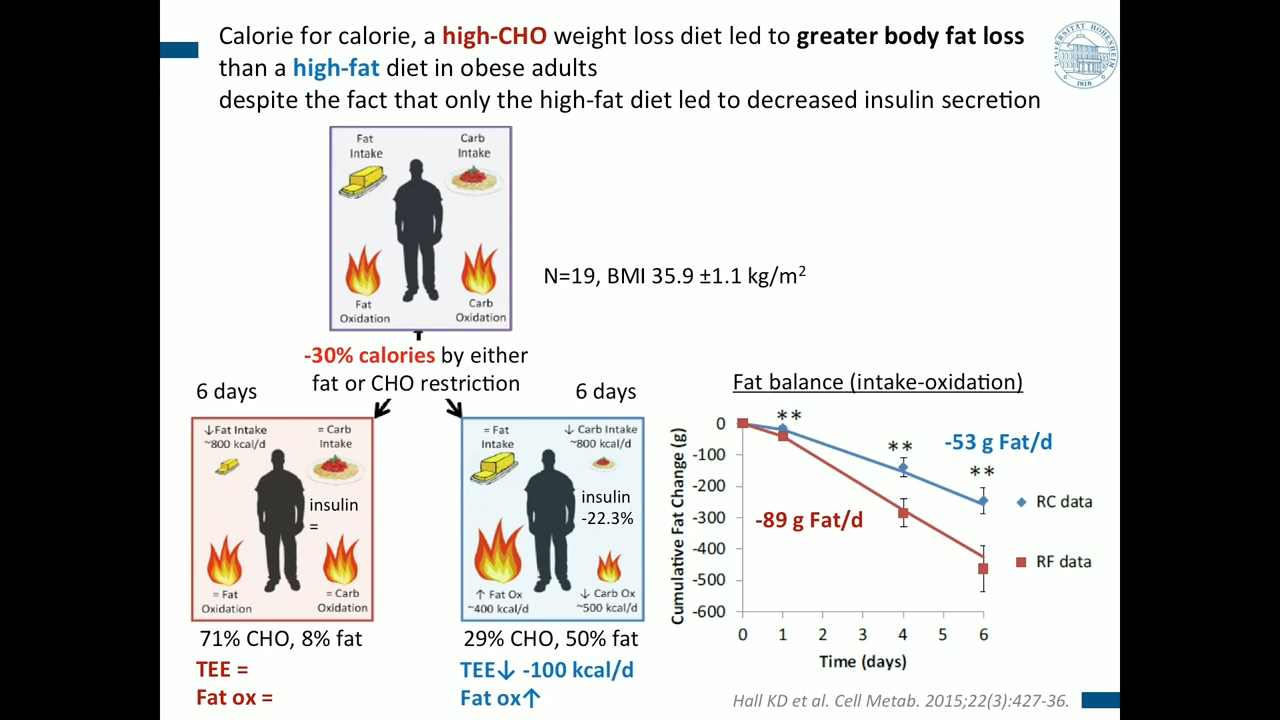 Calorie for calorie, a high-CHO weight loss diet led to greater body fat loss
than a high-fat diet in obese adults
despite the fact that only the high-fat diet led to decreased insulin secretion
UNIVERSITÄT HOHENHEIM
1818
Fat
Intake
Carb
Intake
Fat
Oxidation
Carb
Oxidation
N=19, BMI 35.9 ±1.1 kg/m²
-30% calories by either
fat or CHO restriction
6 days
6 days
↓Fat Intake
~800 kcal/d
= Carb
Intake
insulin
=
= Fat
Oxidation
= Carb
Oxidation
71% CHO, 8% fat
TEE =
Fat ox =
= Fat
Intake
↓ Carb Intake
~800 kcal/d
insulin
-22.3%
↑ Fat Ox
~400 kcal/d
↓ Carb Ox
~500 kcal/d
29% CHO, 50% fat
TEE↓ -100 kcal/d
Fat ox↑
Fat balance (intake-oxidation)
Cumulative Fat Change (g)
0
-100
-200
-300
-400
-500
-600
**
**
**
-53 g Fat/d
-89 g Fat/d
RC data
RF data
0 1 2 3 4 5 6
Time (days)
Hall KD et al. Cell Metab. 2015;22(3):427-36.